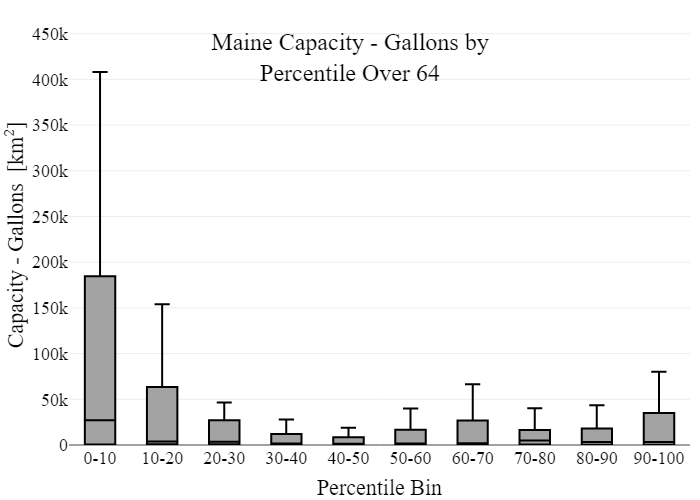 Maine Capacity - Gallons by
Percentile Over 64
Capacity - Gallons [km²]
450k
400k
350k
300k
250k
200k
150k
100k
50k
0
0-10 10-20 20-30 30-40 40-50 50-60 60-70 70-80 80-90 90-100
Percentile Bin